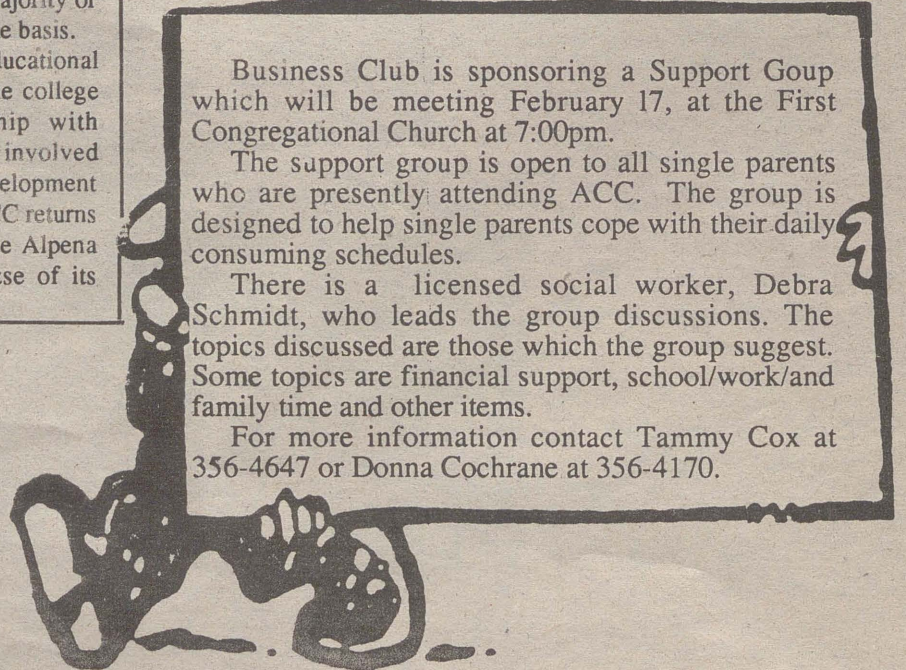 ajority of
e basis.
lucational
e college
nip with
involved
elopment
C returns
e Alpena
se of its
Business Club is sponsoring a Support Goup
which will be meeting February 17, at the First
Congregational Church at 7:00pm.
The support group is open to all single parents
who are presently attending ACC. The group is
designed to help single parents cope with their daily
consuming schedules.
There is a licensed social worker, Debra
Schmidt, who leads the group discussions. The
topics discussed are those which the group suggest.
Some topics are financial support, school/work/and
family time and other items.
For more information contact Tammy Cox at
356-4647 or Donna Cochrane at 356-4170.